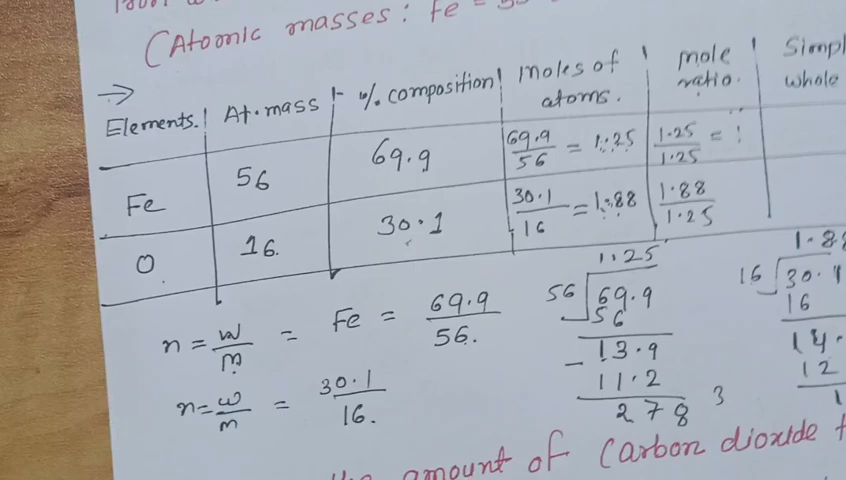 (Atomic masses: Fe =
→
Elements. At. mass % composition moles of atoms. mole ratio. Simpl whole
Fe 56 69.9 69.9/56 = 1.25 1.25/1.25 = 1
O 16 30.1 30.1/16 = 1.88 1.88/1.25
n = w/m = Fe = 69.9/56.
n = w/m = 30.1/16.
1.25
56 69.9
56
- 13.9
11.2
278
3
1.88
16 30.1
16
14.
12
1
amount of Carbon dioxide